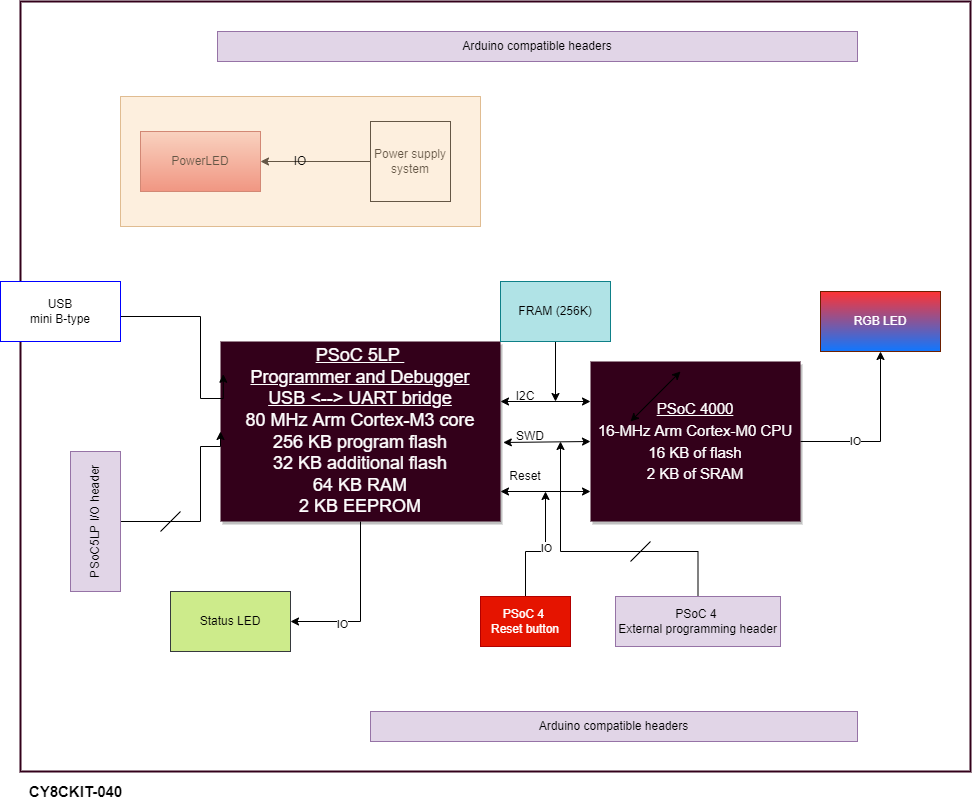 Arduino compatible headers
PowerLED
IO
Power supply
system
USB
mini B-type
FRAM (256K)
RGB LED
PSoC 5LP
Programmer and Debugger
USB <--> UART bridge
80 MHz Arm Cortex-M3 core
256 KB program flash
32 KB additional flash
64 KB RAM
2 KB EEPROM
I2C
SWD
Reset
PSoC 4000
16-MHz Arm Cortex-M0 CPU
16 KB of flash
2 KB of SRAM
IO
PSoC5LP I/O header
IO
Status LED
IO
PSoC 4
Reset button
PSoC 4
External programming header
Arduino compatible headers
CY8CKIT-040